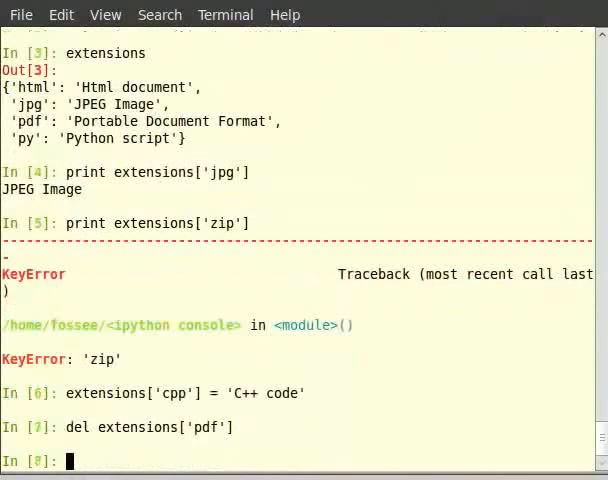 File Edit View Search Terminal Help
In [3]: extensions
Out[3]:
{'html': 'Html document',
'jpg': 'JPEG Image',
'pdf': 'Portable Document Format',
'py': 'Python script'}
In [4]: print extensions['jpg']
JPEG Image
In [5]: print extensions['zip']
---------------------------------------------------------------------------
KeyError Traceback (most recent call last
)
/home/fossee/<ipython console> in <module>()
KeyError: 'zip'
In [6]: extensions['cpp'] = 'C++ code'
In [7]: del extensions['pdf']
In [8]: